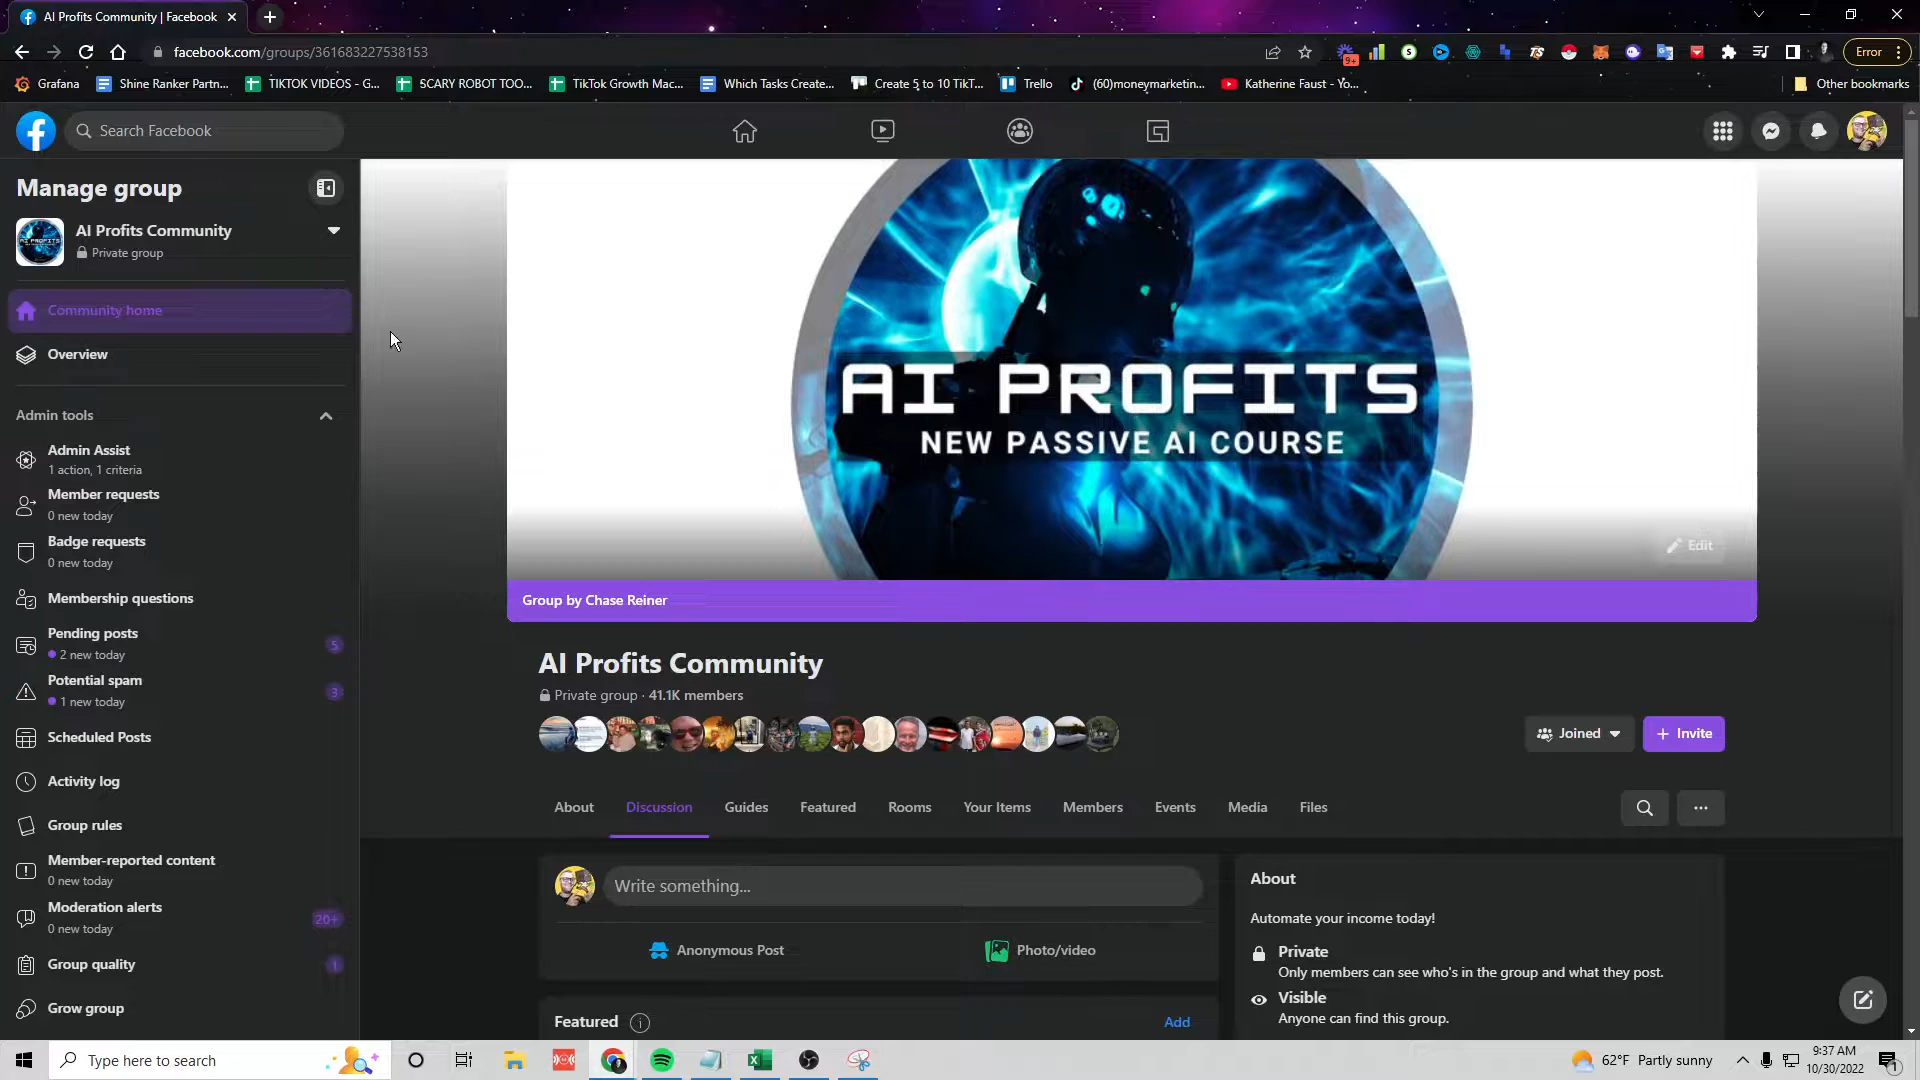 AI Profits Community | Facebook
facebook.com/groups/361683227538153
9+
Error
Grafana
Shine Ranker Partn...
TIKTOK VIDEOS - G...
SCARY ROBOT TOO...
TikTok Growth Mac...
Which Tasks Create...
Create 5 to 10 TikT...
Trello
(60)moneymarketin...
Katherine Faust - Yo...
Other bookmarks
Search Facebook
Manage group
AI Profits Community
Private group
Community home
Overview
Admin tools
Admin Assist
1 action, 1 criteria
Member requests
0 new today
Badge requests
0 new today
Membership questions
Pending posts
2 new today
5
Potential spam
1 new today
3
Scheduled Posts
Activity log
Group rules
Member-reported content
0 new today
Moderation alerts
0 new today
20+
Group quality
1
Grow group
AI PROFITS
NEW PASSIVE AI COURSE
Edit
Group by Chase Reiner
AI Profits Community
Private group · 41.1K members
Joined
+ Invite
About
Discussion
Guides
Featured
Rooms
Your Items
Members
Events
Media
Files
Write something...
Anonymous Post
Photo/video
Featured
Add
About
Automate your income today!
Private
Only members can see who's in the group and what they post.
Visible
Anyone can find this group.
Type here to search
62°F Partly sunny
9:37 AM
10/30/2022
1